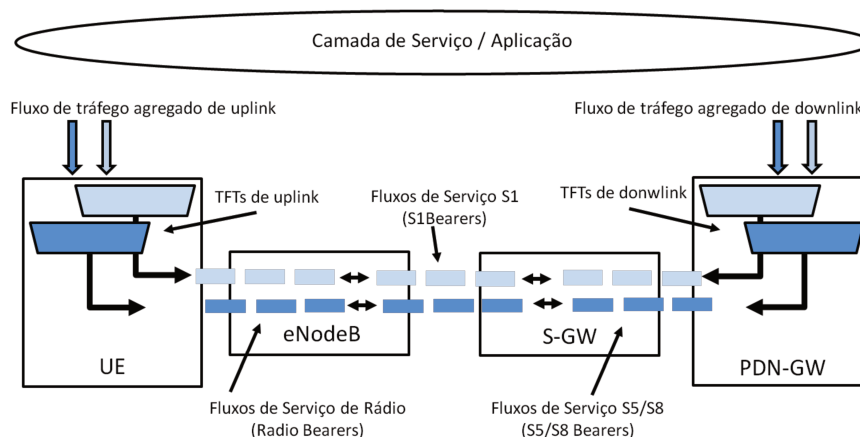 Camada de Serviço / Aplicação
Fluxo de tráfego agregado de uplink
Fluxo de tráfego agregado de downlink
TFTs de uplink
Fluxos de Serviço S1
(S1Bearers)
TFTs de donwlink
eNodeB
S-GW
UE
PDN-GW
Fluxos de Serviço de Rádio
(Radio Bearers)
Fluxos de Serviço S5/S8
(S5/S8 Bearers)